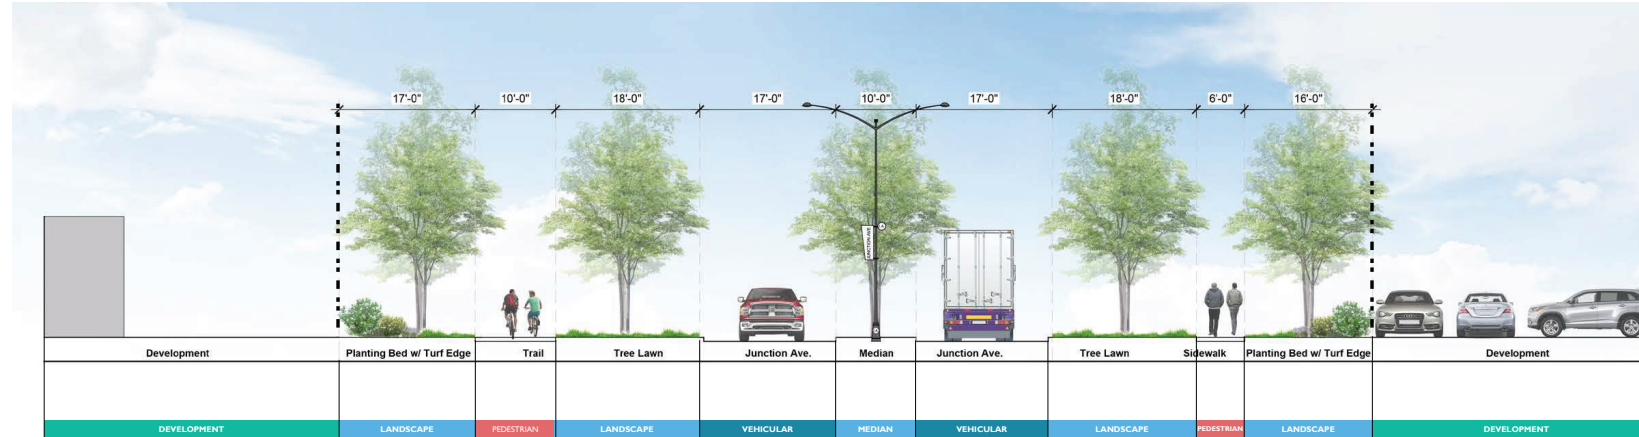 17'-0" 10'-0" 18'-0" 17'-0" 10'-0" 17'-0" 18'-0" 6'-0" 16'-0"
JUNCTION AVE
Development Planting Bed w/ Turf Edge Trail Tree Lawn Junction Ave. Median Junction Ave. Tree Lawn Sidewalk Planting Bed w/ Turf Edge Development
DEVELOPMENT LANDSCAPE PEDESTRIAN LANDSCAPE VEHICULAR MEDIAN VEHICULAR LANDSCAPE PEDESTRIAN LANDSCAPE DEVELOPMENT